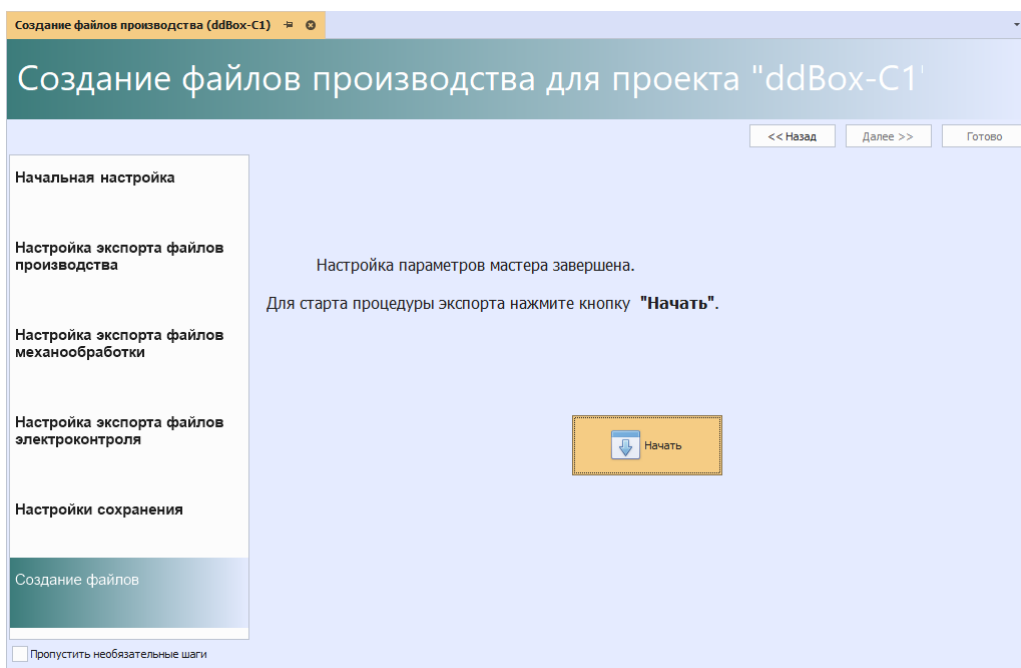 Создание файлов производства (ddBox-C1)
Создание файлов производства для проекта "ddBox-C1"
<< Назад
Далее >>
Готово
Начальная настройка
Настройка экспорта файлов
производства
Настройка экспорта файлов
механообработки
Настройка экспорта файлов
электроконтроля
Настройки сохранения
Создание файлов
Пропустить необязательные шаги
Настройка параметров мастера завершена.
Для старта процедуры экспорта нажмите кнопку "Начать".
Начать